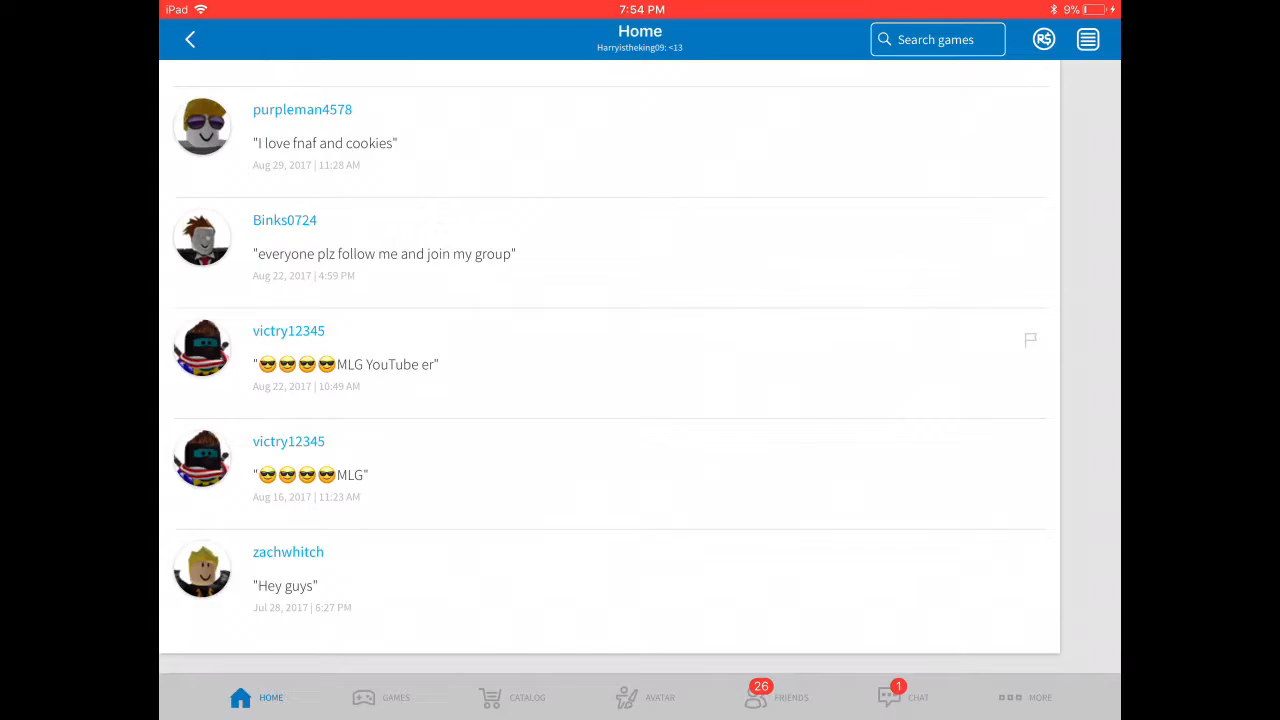 iPad 7:54 PM 9%
Home
Harryistheking09: <13
Search games
R$
purpleman4578
"I love fnaf and cookies"
Aug 29, 2017 | 11:28 AM
Binks0724
"everyone plz follow me and join my group"
Aug 22, 2017 | 4:59 PM
victry12345
"😎😎😎😎MLG YouTube er"
Aug 22, 2017 | 10:49 AM
victry12345
"😎😎😎😎MLG"
Aug 16, 2017 | 11:23 AM
zachwhitch
"Hey guys"
Jul 28, 2017 | 6:27 PM
HOME GAMES CATALOG AVATAR 26 FRIENDS 1 CHAT MORE